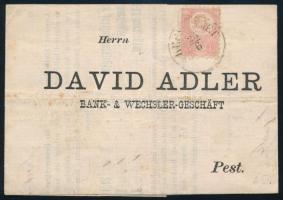 Herrn
DAVID ADLER
BANK- & WECHSLER-GESCHÄFT
Pest.